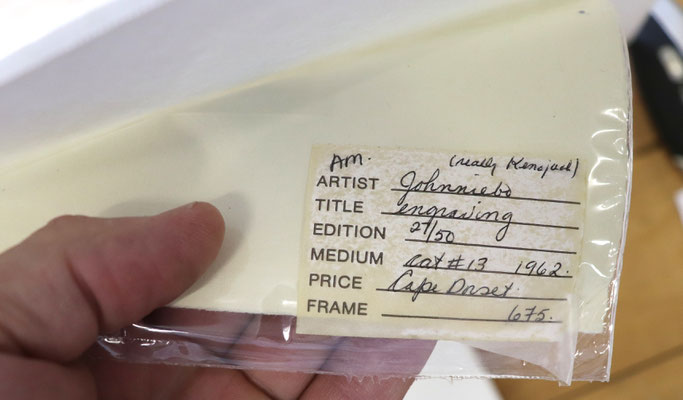 AM. (really Kenojuak)
ARTIST Johnniebo
TITLE engraving
EDITION 27/50
MEDIUM cat #13 1962.
PRICE Cape Dorset.
FRAME 675.